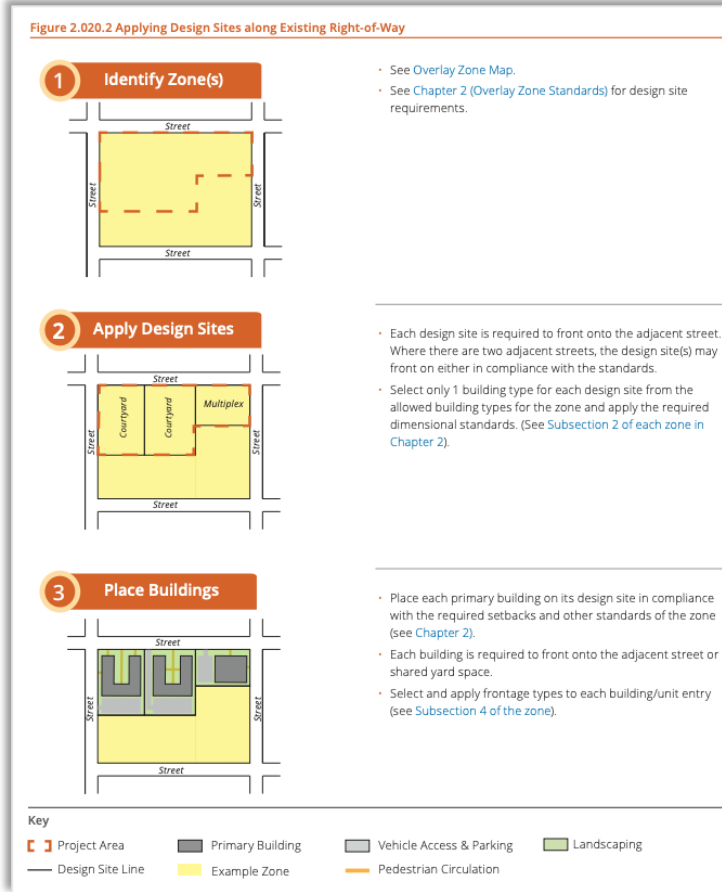 Figure 2.020.2 Applying Design Sites along Existing Right-of-Way
1 Identify Zone(s)
Street
Street
Street
Street
· See Overlay Zone Map.
· See Chapter 2 (Overlay Zone Standards) for design site
requirements.
2 Apply Design Sites
Street
Street
Courtyard
Courtyard
Multiplex
Street
Street
· Each design site is required to front onto the adjacent street.
Where there are two adjacent streets, the design site(s) may
front on either in compliance with the standards.
· Select only 1 building type for each design site from the
allowed building types for the zone and apply the required
dimensional standards. (See Subsection 2 of each zone in
Chapter 2).
3 Place Buildings
Street
Street
Street
Street
· Place each primary building on its design site in compliance
with the required setbacks and other standards of the zone
(see Chapter 2).
· Each building is required to front onto the adjacent street or
shared yard space.
· Select and apply frontage types to each building/unit entry
(see Subsection 4 of the zone).
Key
Project Area
Primary Building
Vehicle Access & Parking
Landscaping
Design Site Line
Example Zone
Pedestrian Circulation